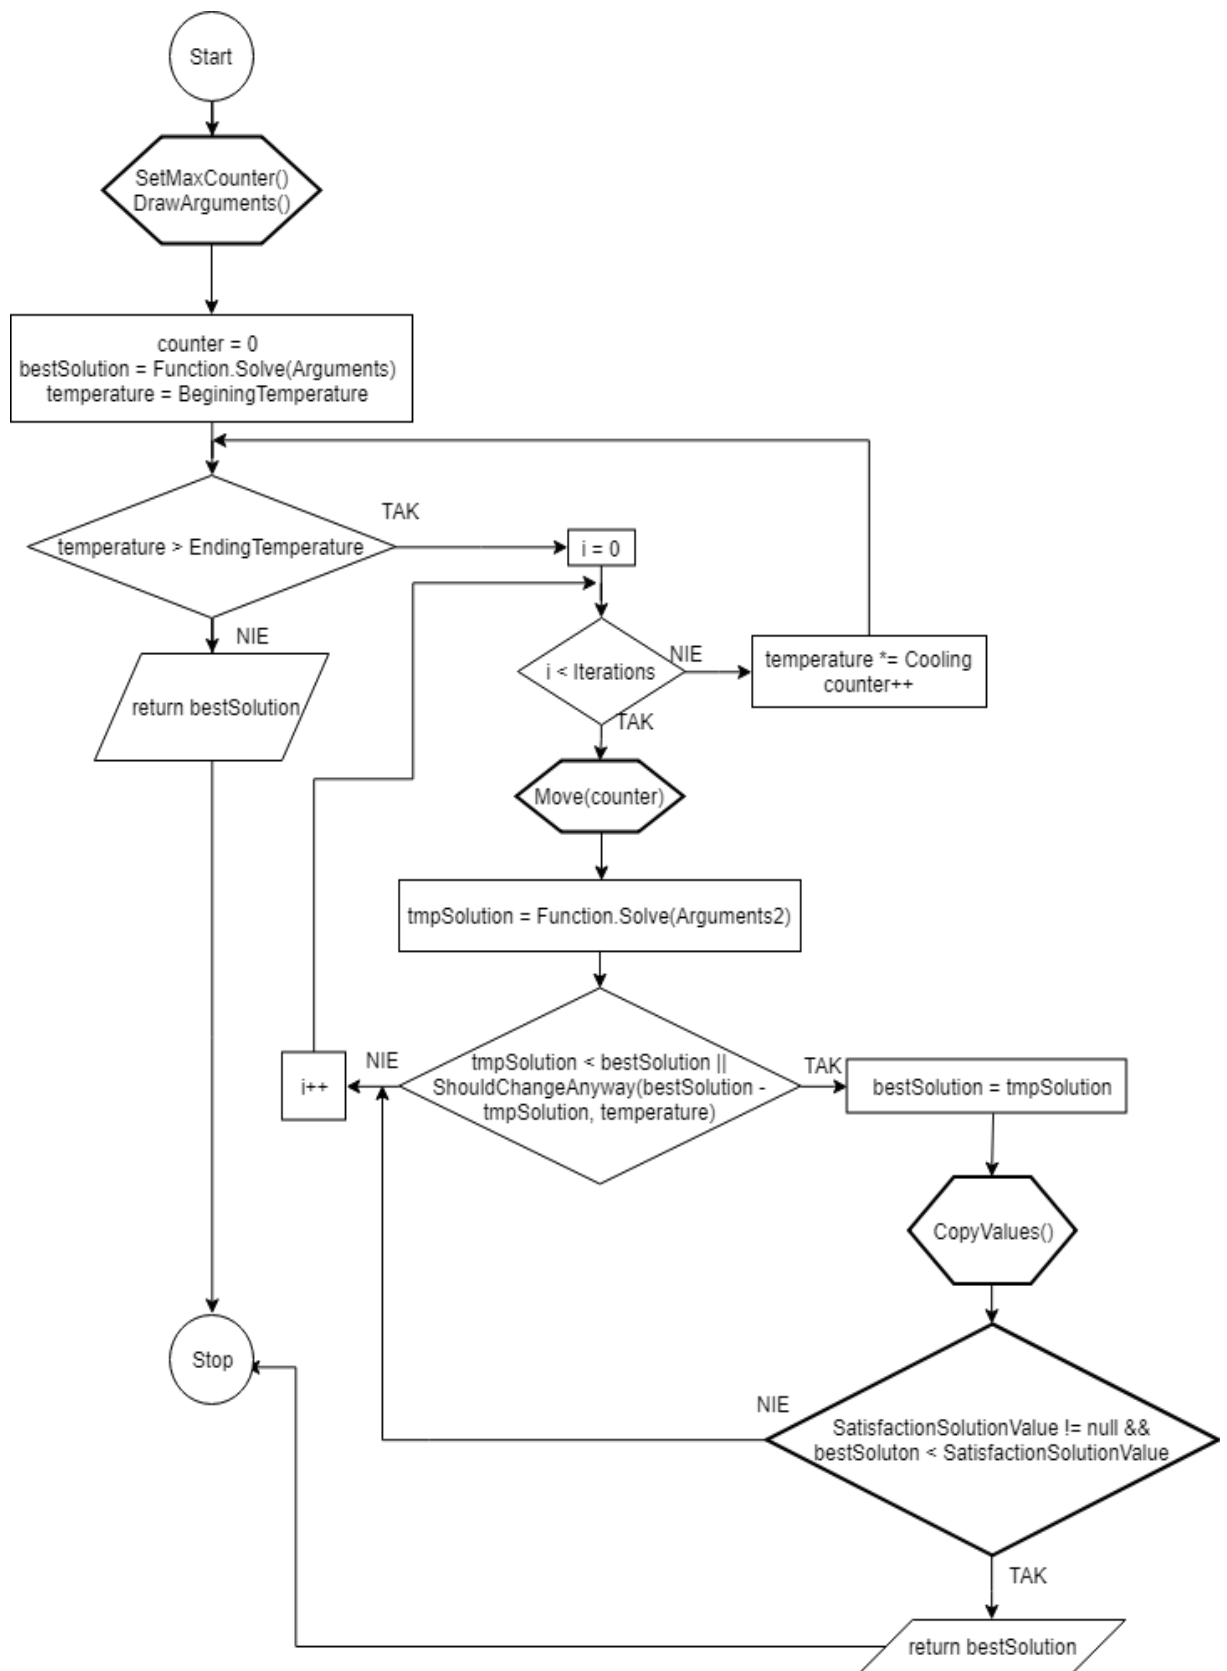 Start
SetMaxCounter()
DrawArguments()
counter = 0
bestSolution = Function.Solve(Arguments)
temperature = BeginingTemperature
TAK
temperature > EndingTemperature
i = 0
NIE
return bestSolution
i < Iterations
NIE
temperature *= Cooling
counter++
TAK
Move(counter)
tmpSolution = Function.Solve(Arguments2)
NIE
i++
tmpSolution < bestSolution ||
ShouldChangeAnyway(bestSolution -
tmpSolution, temperature)
TAK
bestSolution = tmpSolution
CopyValues()
Stop
NIE
SatisfactionSolutionValue != null &&
bestSoluton < SatisfactionSolutionValue
TAK
return bestSolution